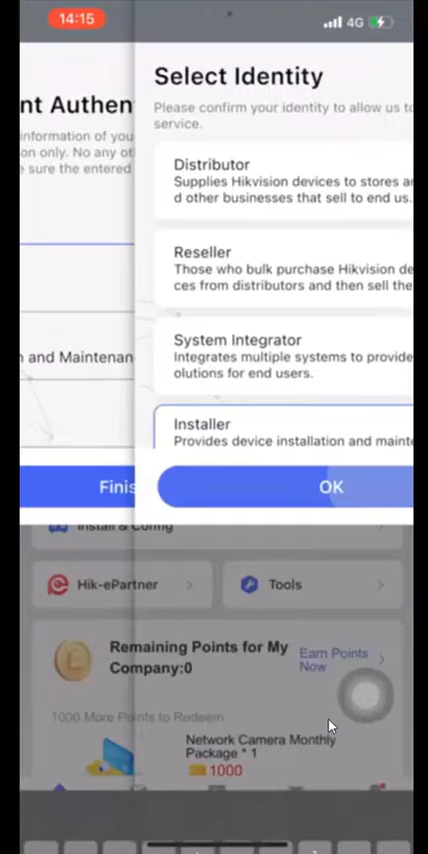 14:15
4G
Select Identity
Please confirm your identity to allow us to
service.
nt Authen
information of you
on only. No any ot
sure the entered
Distributor
Supplies Hikvision devices to stores a
d other businesses that sell to end us.
Reseller
Those who bulk purchase Hikvision de
ces from distributors and then sell the
System Integrator
Integrates multiple systems to provide
olutions for end users.
n and Maintenan
Installer
Provides device installation and mainte
Finis
OK
Install & Config
Hik-ePartner
Tools
Remaining Points for My
Company:0
Earn Points
Now
1000 More Points to Redeem
Network Camera Monthly
Package * 1
1000